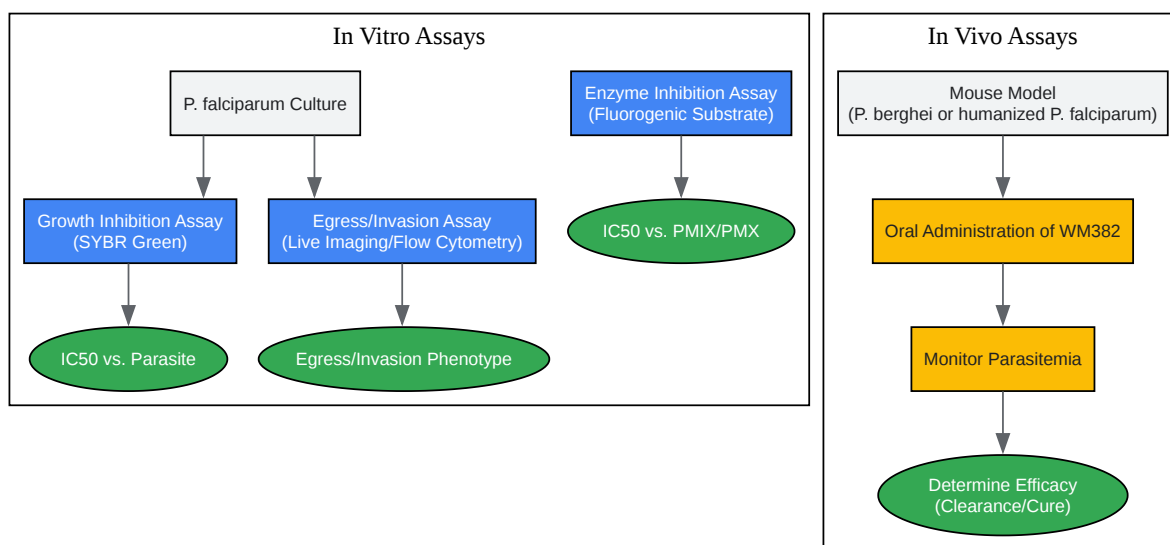 In Vitro Assays
P. falciparum Culture
Enzyme Inhibition Assay
(Fluorogenic Substrate)
Growth Inhibition Assay
(SYBR Green)
Egress/Invasion Assay
(Live Imaging/Flow Cytometry)
IC50 vs. PMIX/PMX
IC50 vs. Parasite
Egress/Invasion Phenotype
In Vivo Assays
Mouse Model
(P. berghei or humanized P. falciparum)
Oral Administration of WM382
Monitor Parasitemia
Determine Efficacy
(Clearance/Cure)